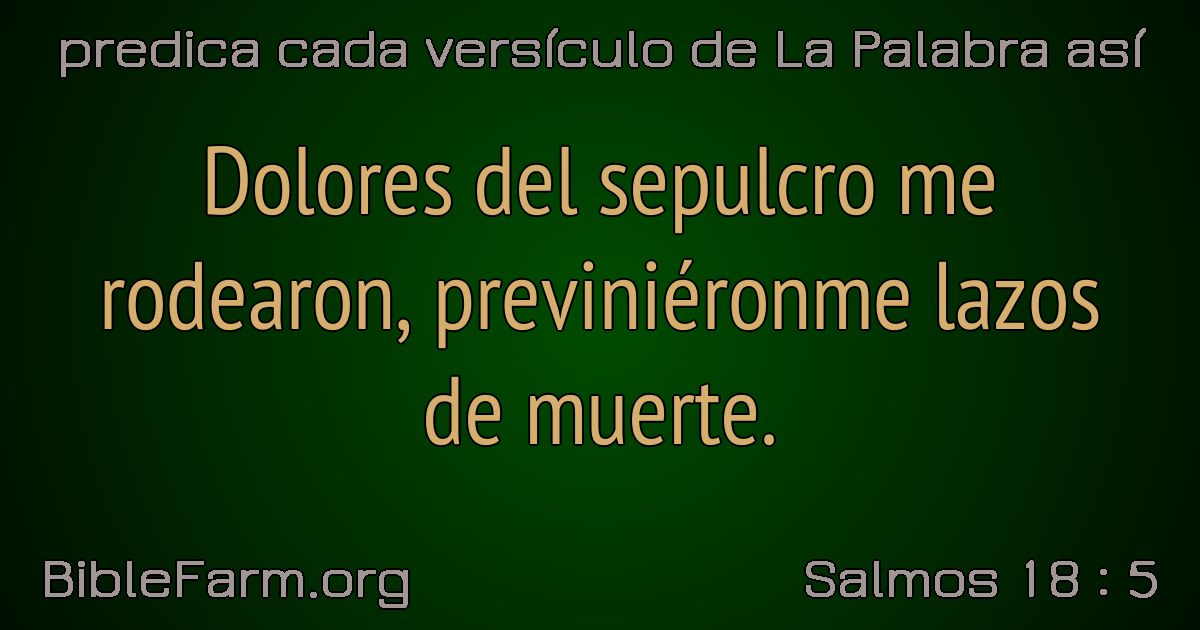 predica cada versículo de La Palabra así
Dolores del sepulcro me
rodearon, previniéronme lazos
de muerte.
BibleFarm.org
Salmos 18 : 5